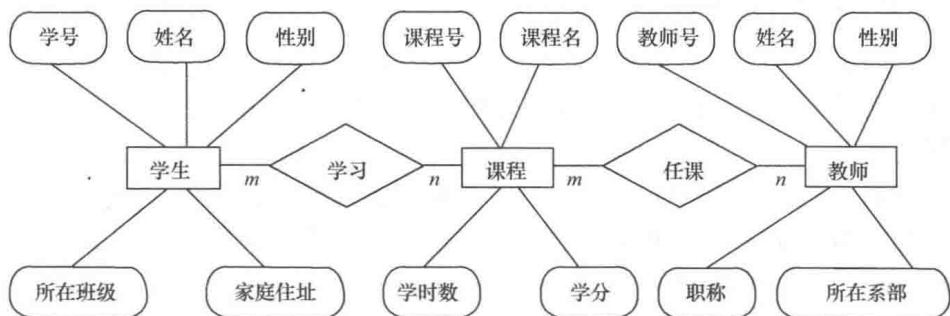 学号 姓名 性别 课程号 课程名 教师号 姓名 性别
学生 m 学习 n 课程 m 任课 n 教师
所在班级 家庭住址 学时数 学分 职称 所在系部